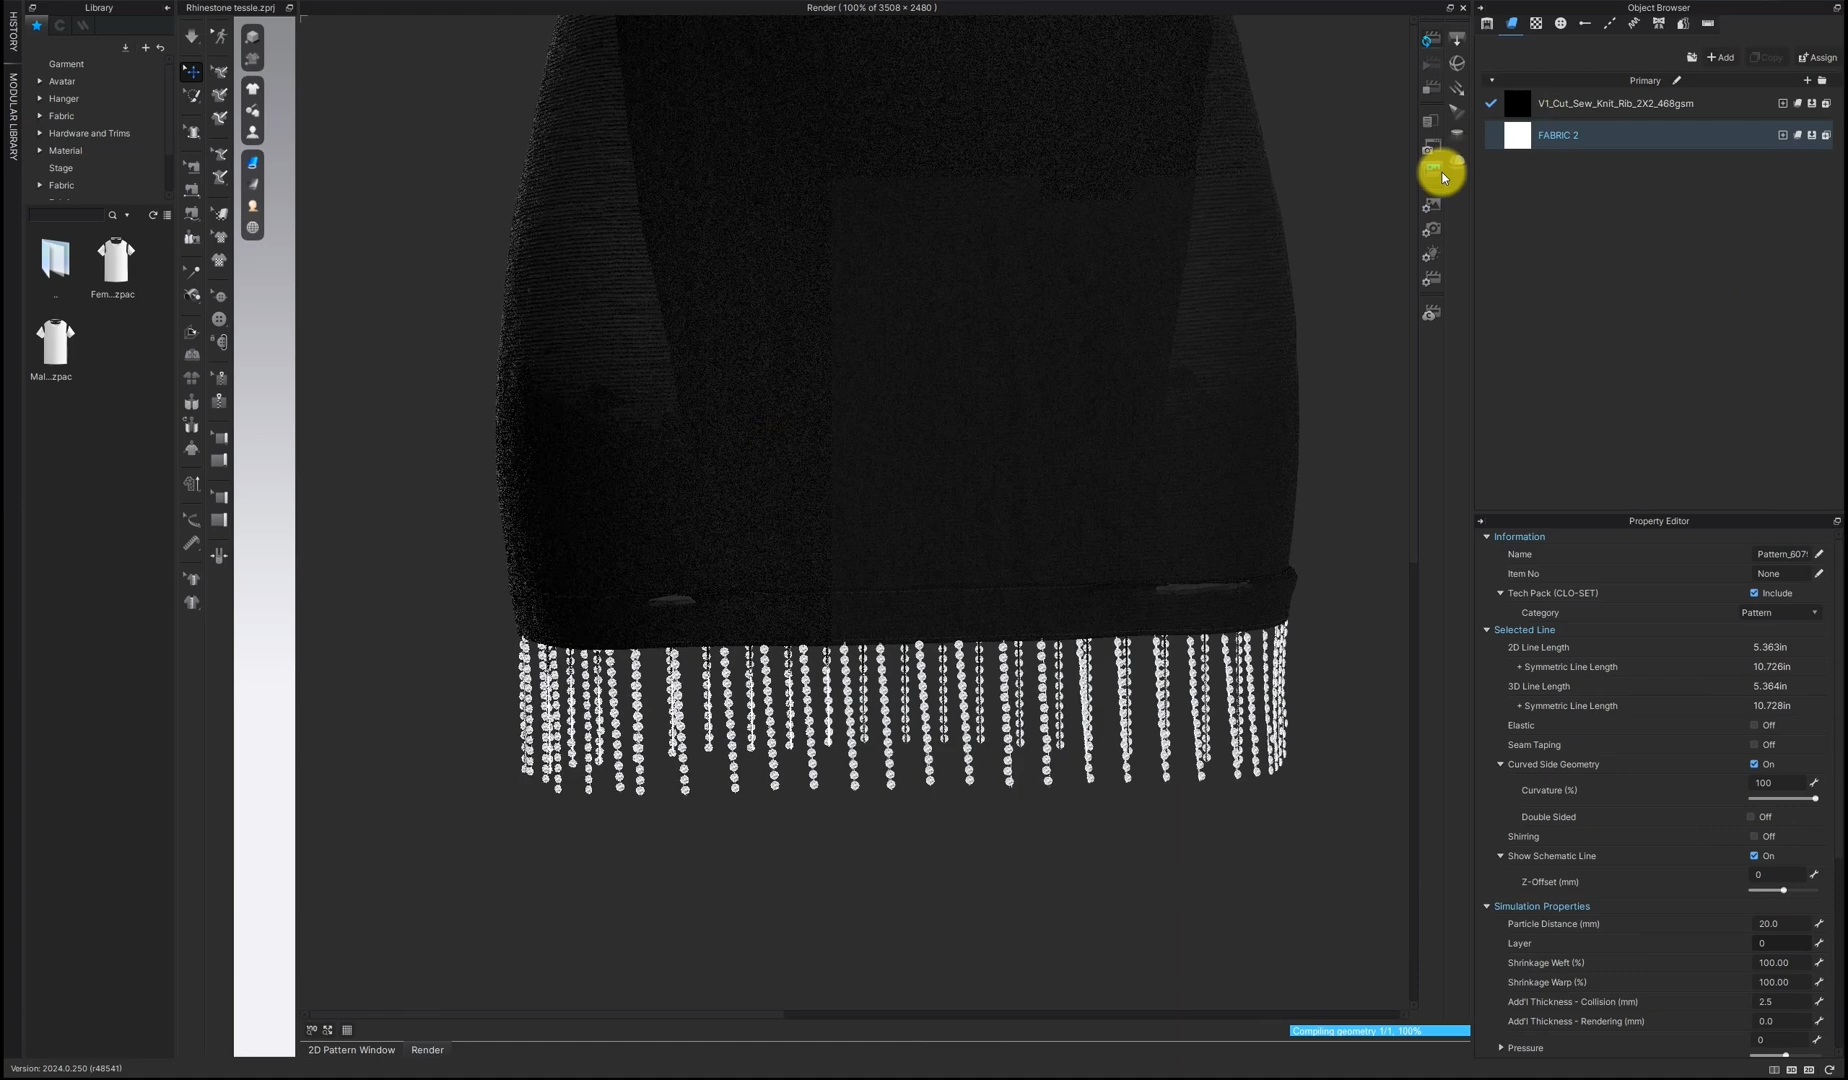 HISTORY
MODULAR LIBRARY
Library
Garment
Avatar
Hanger
Fabric
Hardware and Trims
Material
Stage
Fabric
..
Fem...zpac
Mal...zpac
Version: 2024.0.250 (r48541)
Rhinestone tessle.zprj
Render ( 100% of 3508 × 2480 )
Compiling geometry 1/1, 100%
2D Pattern Window
Render
Object Browser
+ Add
Copy
Assign
Primary
V1_Cut_Sew_Knit_Rib_2X2_468gsm
FABRIC 2
Property Editor
Information
Name Pattern_607
Item No None
Tech Pack (CLO-SET) Include
Category Pattern
Selected Line
2D Line Length 5.363in
+ Symmetric Line Length 10.726in
3D Line Length 5.364in
+ Symmetric Line Length 10.728in
Elastic Off
Seam Taping Off
Curved Side Geometry On
Curvature (%) 100
Double Sided Off
Shirring Off
Show Schematic Line On
Z-Offset (mm) 0
Simulation Properties
Particle Distance (mm) 20.0
Layer 0
Shrinkage Weft (%) 100.00
Shrinkage Warp (%) 100.00
Add'l Thickness - Collision (mm) 2.5
Add'l Thickness - Rendering (mm) 0.0
Pressure 0
3D
2D